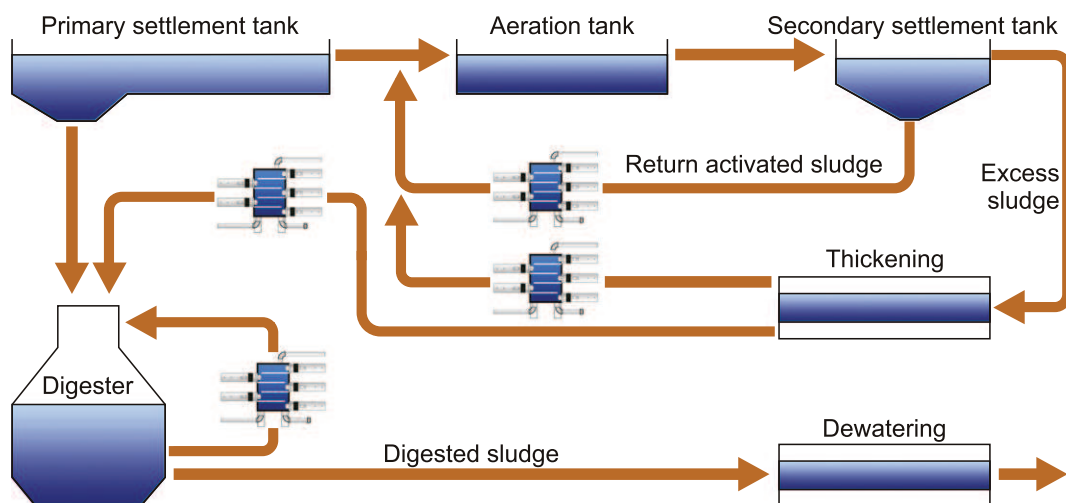 Primary settlement tank
Aeration tank
Secondary settlement tank
Return activated sludge
Excess
sludge
Thickening
Digester
Dewatering
Digested sludge